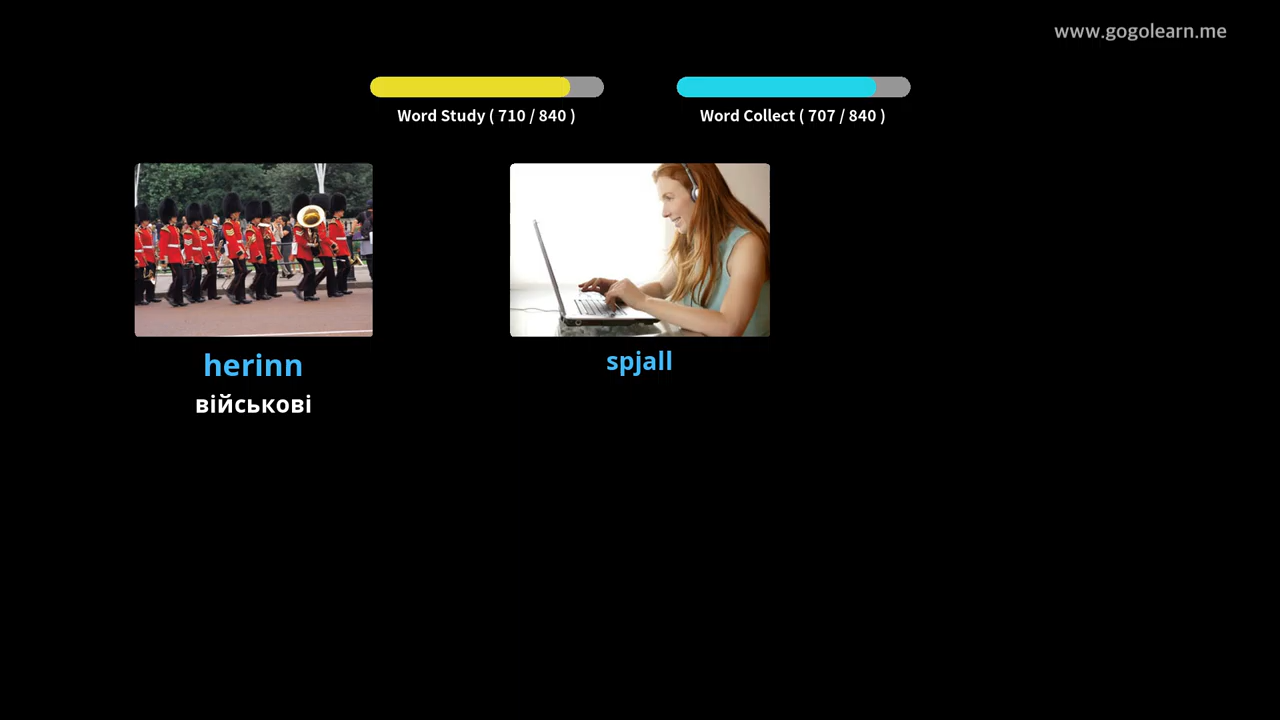 www.gogolearn.me
Word Study ( 710 / 840 )
Word Collect ( 707 / 840 )
herinn
військові
spjall